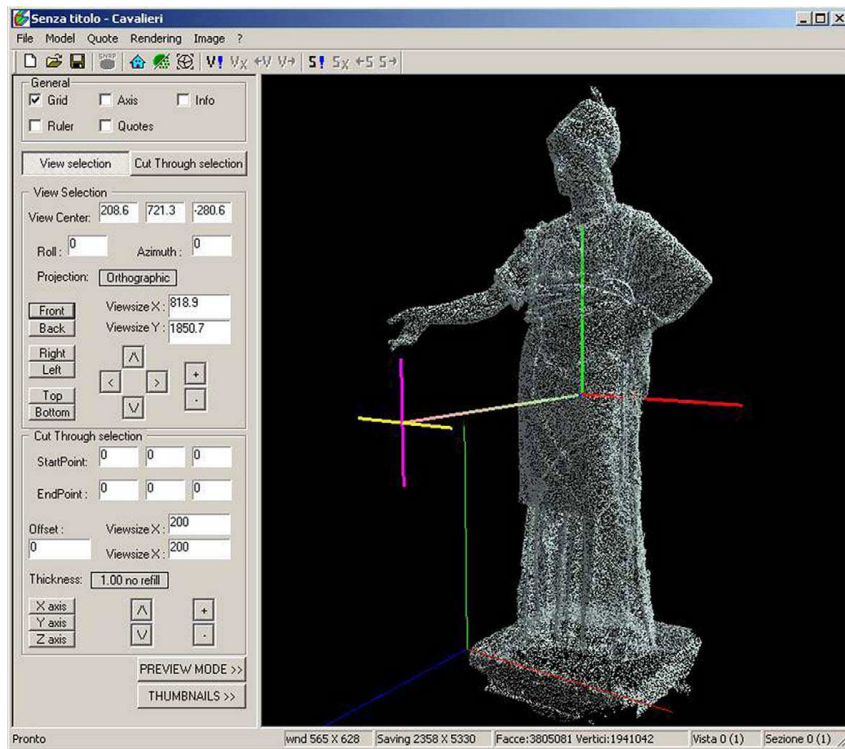 Senza titolo - Cavalieri
File Model Quote Rendering Image ?
SNAP V! Vx ←V V→ S! Sx ←S S→
General
Grid Axis Info
Ruler Quotes
View selection Cut Through selection
View Selection
View Center: 208.6 721.3 -280.6
Roll : 0 Azimuth : 0
Projection: Orthographic
Front Viewsize X : 818.9
Back Viewsize Y : 1850.7
Right
Left
< > +
Top -
Bottom
Cut Through selection
StartPoint: 0 0 0
EndPoint : 0 0 0
Offset : Viewsize X : 200
0 Viewsize X : 200
Thickness: 1.00 no refill
X axis +
Y axis
Z axis -
PREVIEW MODE >>
THUMBNAILS >>
Pronto wnd 565 X 628 Saving 2358 X 5330 Facce:3805081 Vertici:1941042 Vista 0 (1) Sezione 0 (1)